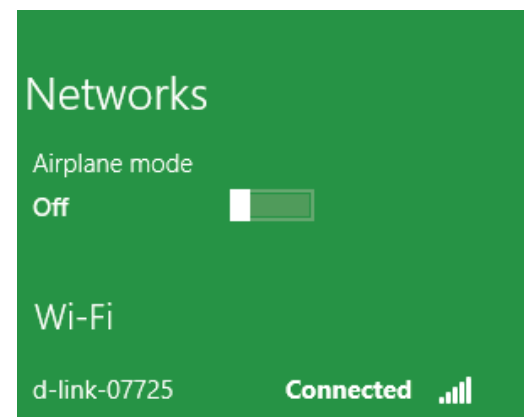 Networks
Airplane mode
Off
Wi-Fi
d-link-07725 Connected